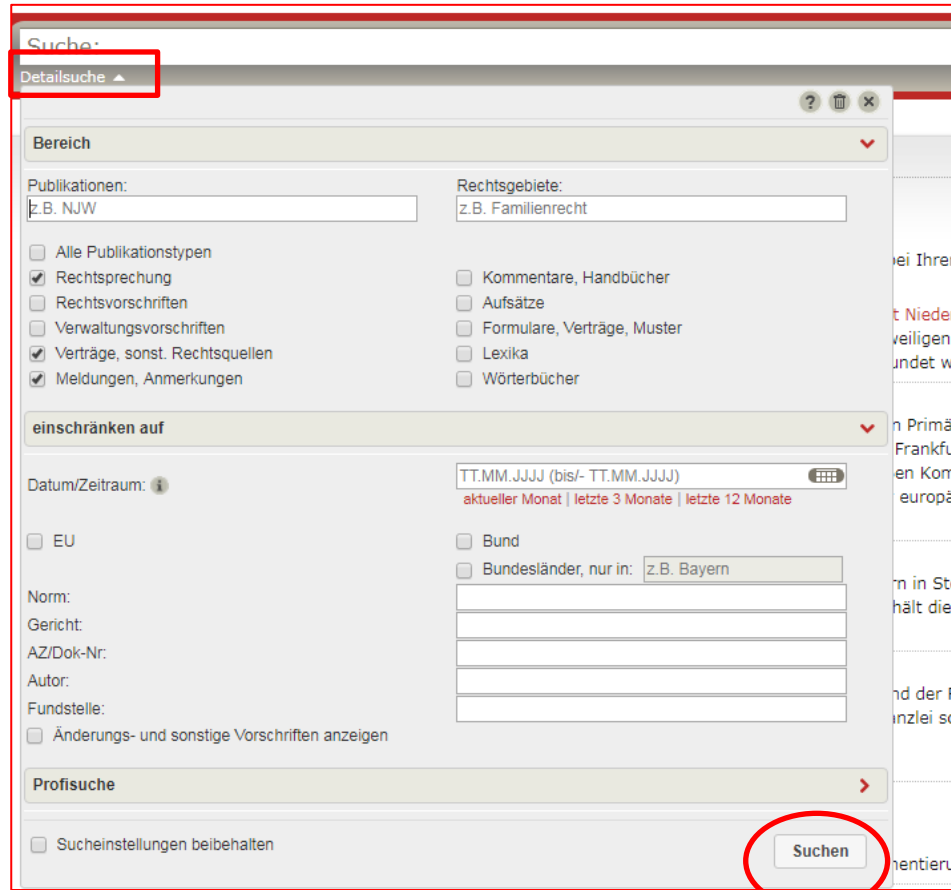 Suche:
Detailsuche
?
Bereich
Publikationen: Rechtsgebiete:
z.B. NJW z.B. Familienrecht
Alle Publikationstypen
Rechtsprechung Kommentare, Handbücher
Rechtsvorschriften Aufsätze
Verwaltungsvorschriften Formulare, Verträge, Muster
Verträge, sonst. Rechtsquellen Lexika
Meldungen, Anmerkungen Wörterbücher
einschränken auf
Datum/Zeitraum: i TT.MM.JJJJ (bis/- TT.MM.JJJJ)
aktueller Monat | letzte 3 Monate | letzte 12 Monate
EU Bund
Bundesländer, nur in: z.B. Bayern
Norm:
Gericht:
AZ/Dok-Nr:
Autor:
Fundstelle:
Änderungs- und sonstige Vorschriften anzeigen
Profisuche
Sucheinstellungen beibehalten Suchen